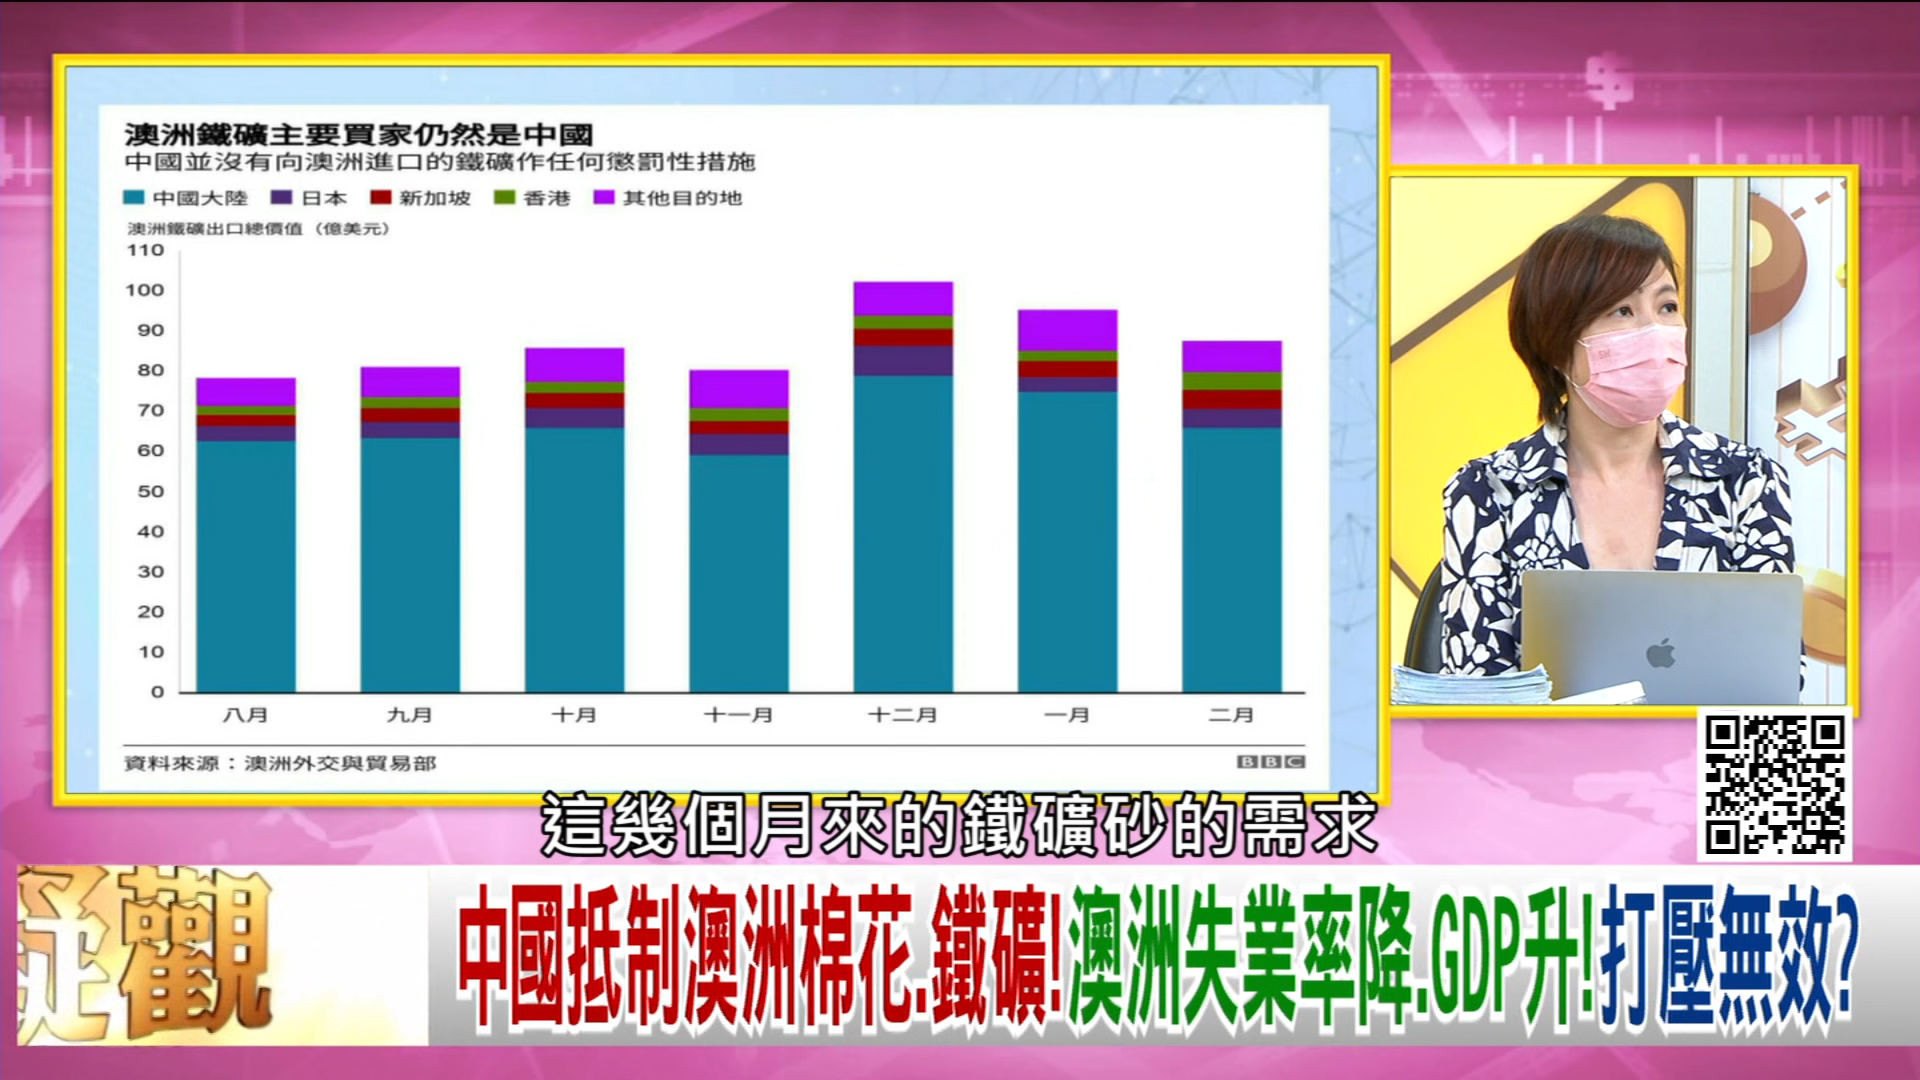 澳洲鐵礦主要買家仍然是中國
中國並沒有向澳洲進口的鐵礦作任何懲罰性措施
中國大陸 日本 新加坡 香港 其他目的地
澳洲鐵礦出口總價值（億美元）
110
100
90
80
70
60
50
40
30
20
10
0
八月 九月 十月 十一月 十二月 一月 二月
資料來源：澳洲外交與貿易部
BBC
這幾個月來的鐵礦砂的需求
觀
中國抵制澳洲棉花.鐵礦!澳洲失業率降.GDP升!打壓無效?